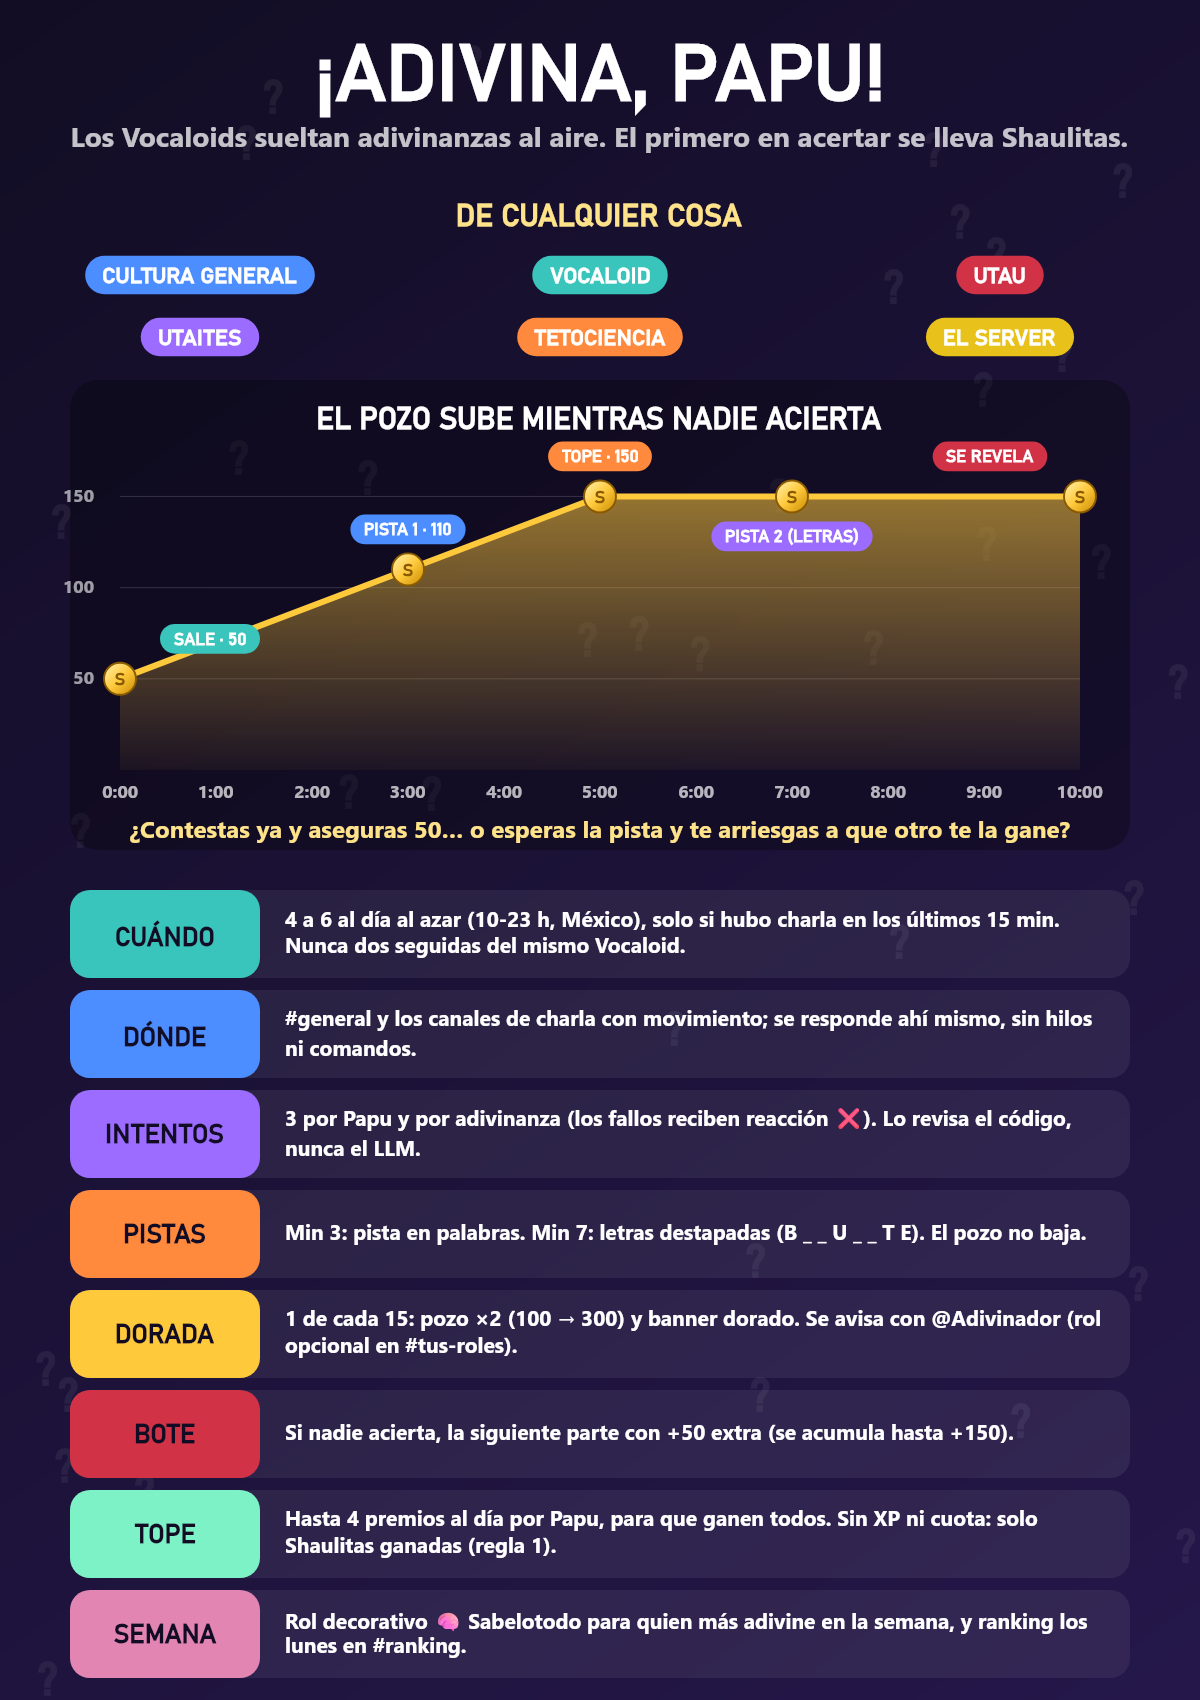 ¡ADIVINA, PAPU!
Los Vocaloids sueltan adivinanzas al aire. El primero en acertar se lleva Shaulitas.
DE CUALQUIER COSA
CULTURA GENERAL
VOCALOID
UTAU
UTAITES
TETOCIENCIA
EL SERVER
EL POZO SUBE MIENTRAS NADIE ACIERTA
TOPE · 150
SE REVELA
150
S
S
S
PISTA 1 · 110
PISTA 2 (LETRAS)
S
100
SALE · 50
50
S
0:00 1:00 2:00 3:00 4:00 5:00 6:00 7:00 8:00 9:00 10:00
¿Contestas ya y aseguras 50... o esperas la pista y te arriesgas a que otro te la gane?
CUÁNDO
4 a 6 al día al azar (10-23 h, México), solo si hubo charla en los últimos 15 min.
Nunca dos seguidas del mismo Vocaloid.
DÓNDE
#general y los canales de charla con movimiento; se responde ahí mismo, sin hilos
ni comandos.
INTENTOS
3 por Papu y por adivinanza (los fallos reciben reacción ❌). Lo revisa el código,
nunca el LLM.
PISTAS
Min 3: pista en palabras. Min 7: letras destapadas (B _ _ U _ _ T E). El pozo no baja.
DORADA
1 de cada 15: pozo ×2 (100 → 300) y banner dorado. Se avisa con @Adivinador (rol
opcional en #tus-roles).
BOTE
Si nadie acierta, la siguiente parte con +50 extra (se acumula hasta +150).
TOPE
Hasta 4 premios al día por Papu, para que ganen todos. Sin XP ni cuota: solo
Shaulitas ganadas (regla 1).
SEMANA
Rol decorativo 🧠 Sabelotodo para quien más adivine en la semana, y ranking los
lunes en #ranking.